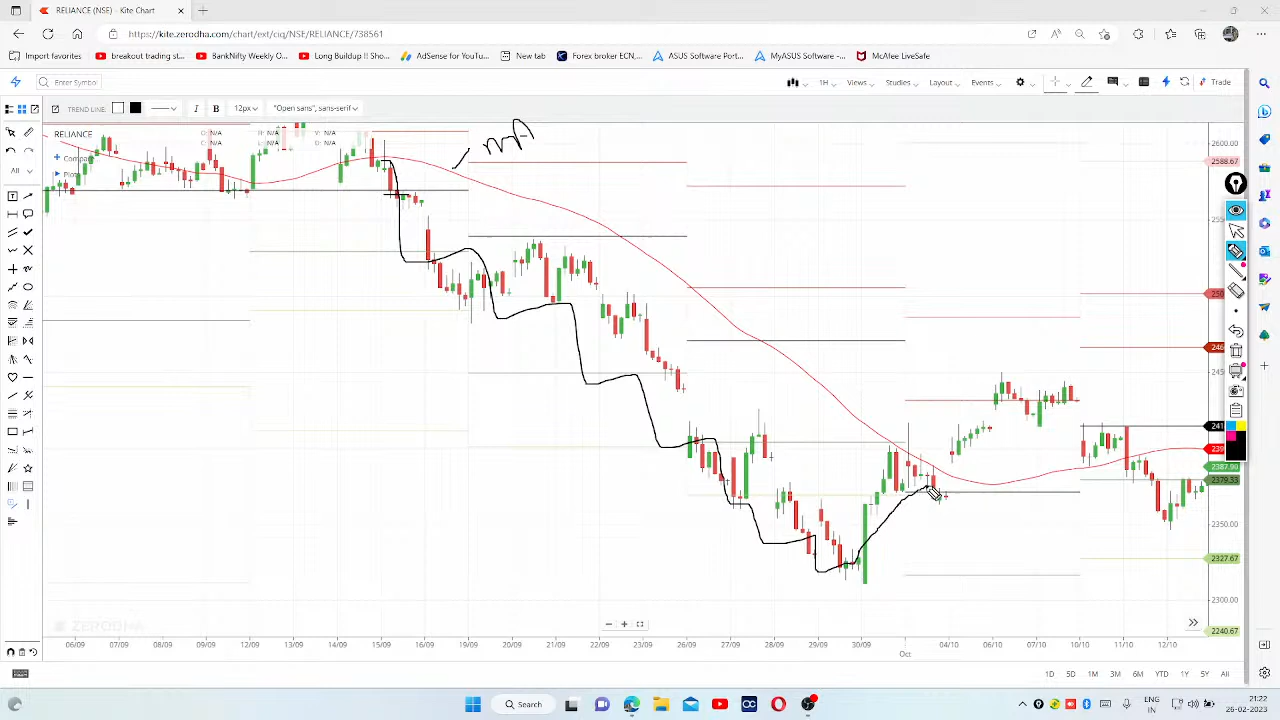 RELIANCE (NSE) - Kite Chart
https://kite.zerodha.com/chart/ext/ciq/NSE/RELIANCE/738561
Import favorites
breakout trading st...
BankNifty Weekly...
Long Buildup !! Sho...
AdSense for YouTube
New tab
Forex broker ECN,...
ASUS Software Port...
MyASUS Software -...
McAfee LiveSafe
Enter Symbol
1H
Views
Studies
Layout
Events
Trade
TREND LINE
I
B
12px
"Open sans", sans-serif
RELIANCE
O: N/A H: N/A L: N/A V: N/A
C: N/A
All
2600.00
2588.67
2387.90
2379.33
2350.00
2327.67
2300.00
2240.67
ZERODHA
06/09 07/09 08/09 09/09 12/09 13/09 14/09 15/09 16/09 19/09 20/09 21/09 22/09 23/09 26/09 27/09 28/09 29/09 30/09 04/10 06/10 07/10 10/10 11/10 12/10
Oct
1D 5D 1M 3M 6M YTD 1Y 5Y All
Search
ENG
IN
21:22
26-02-2023